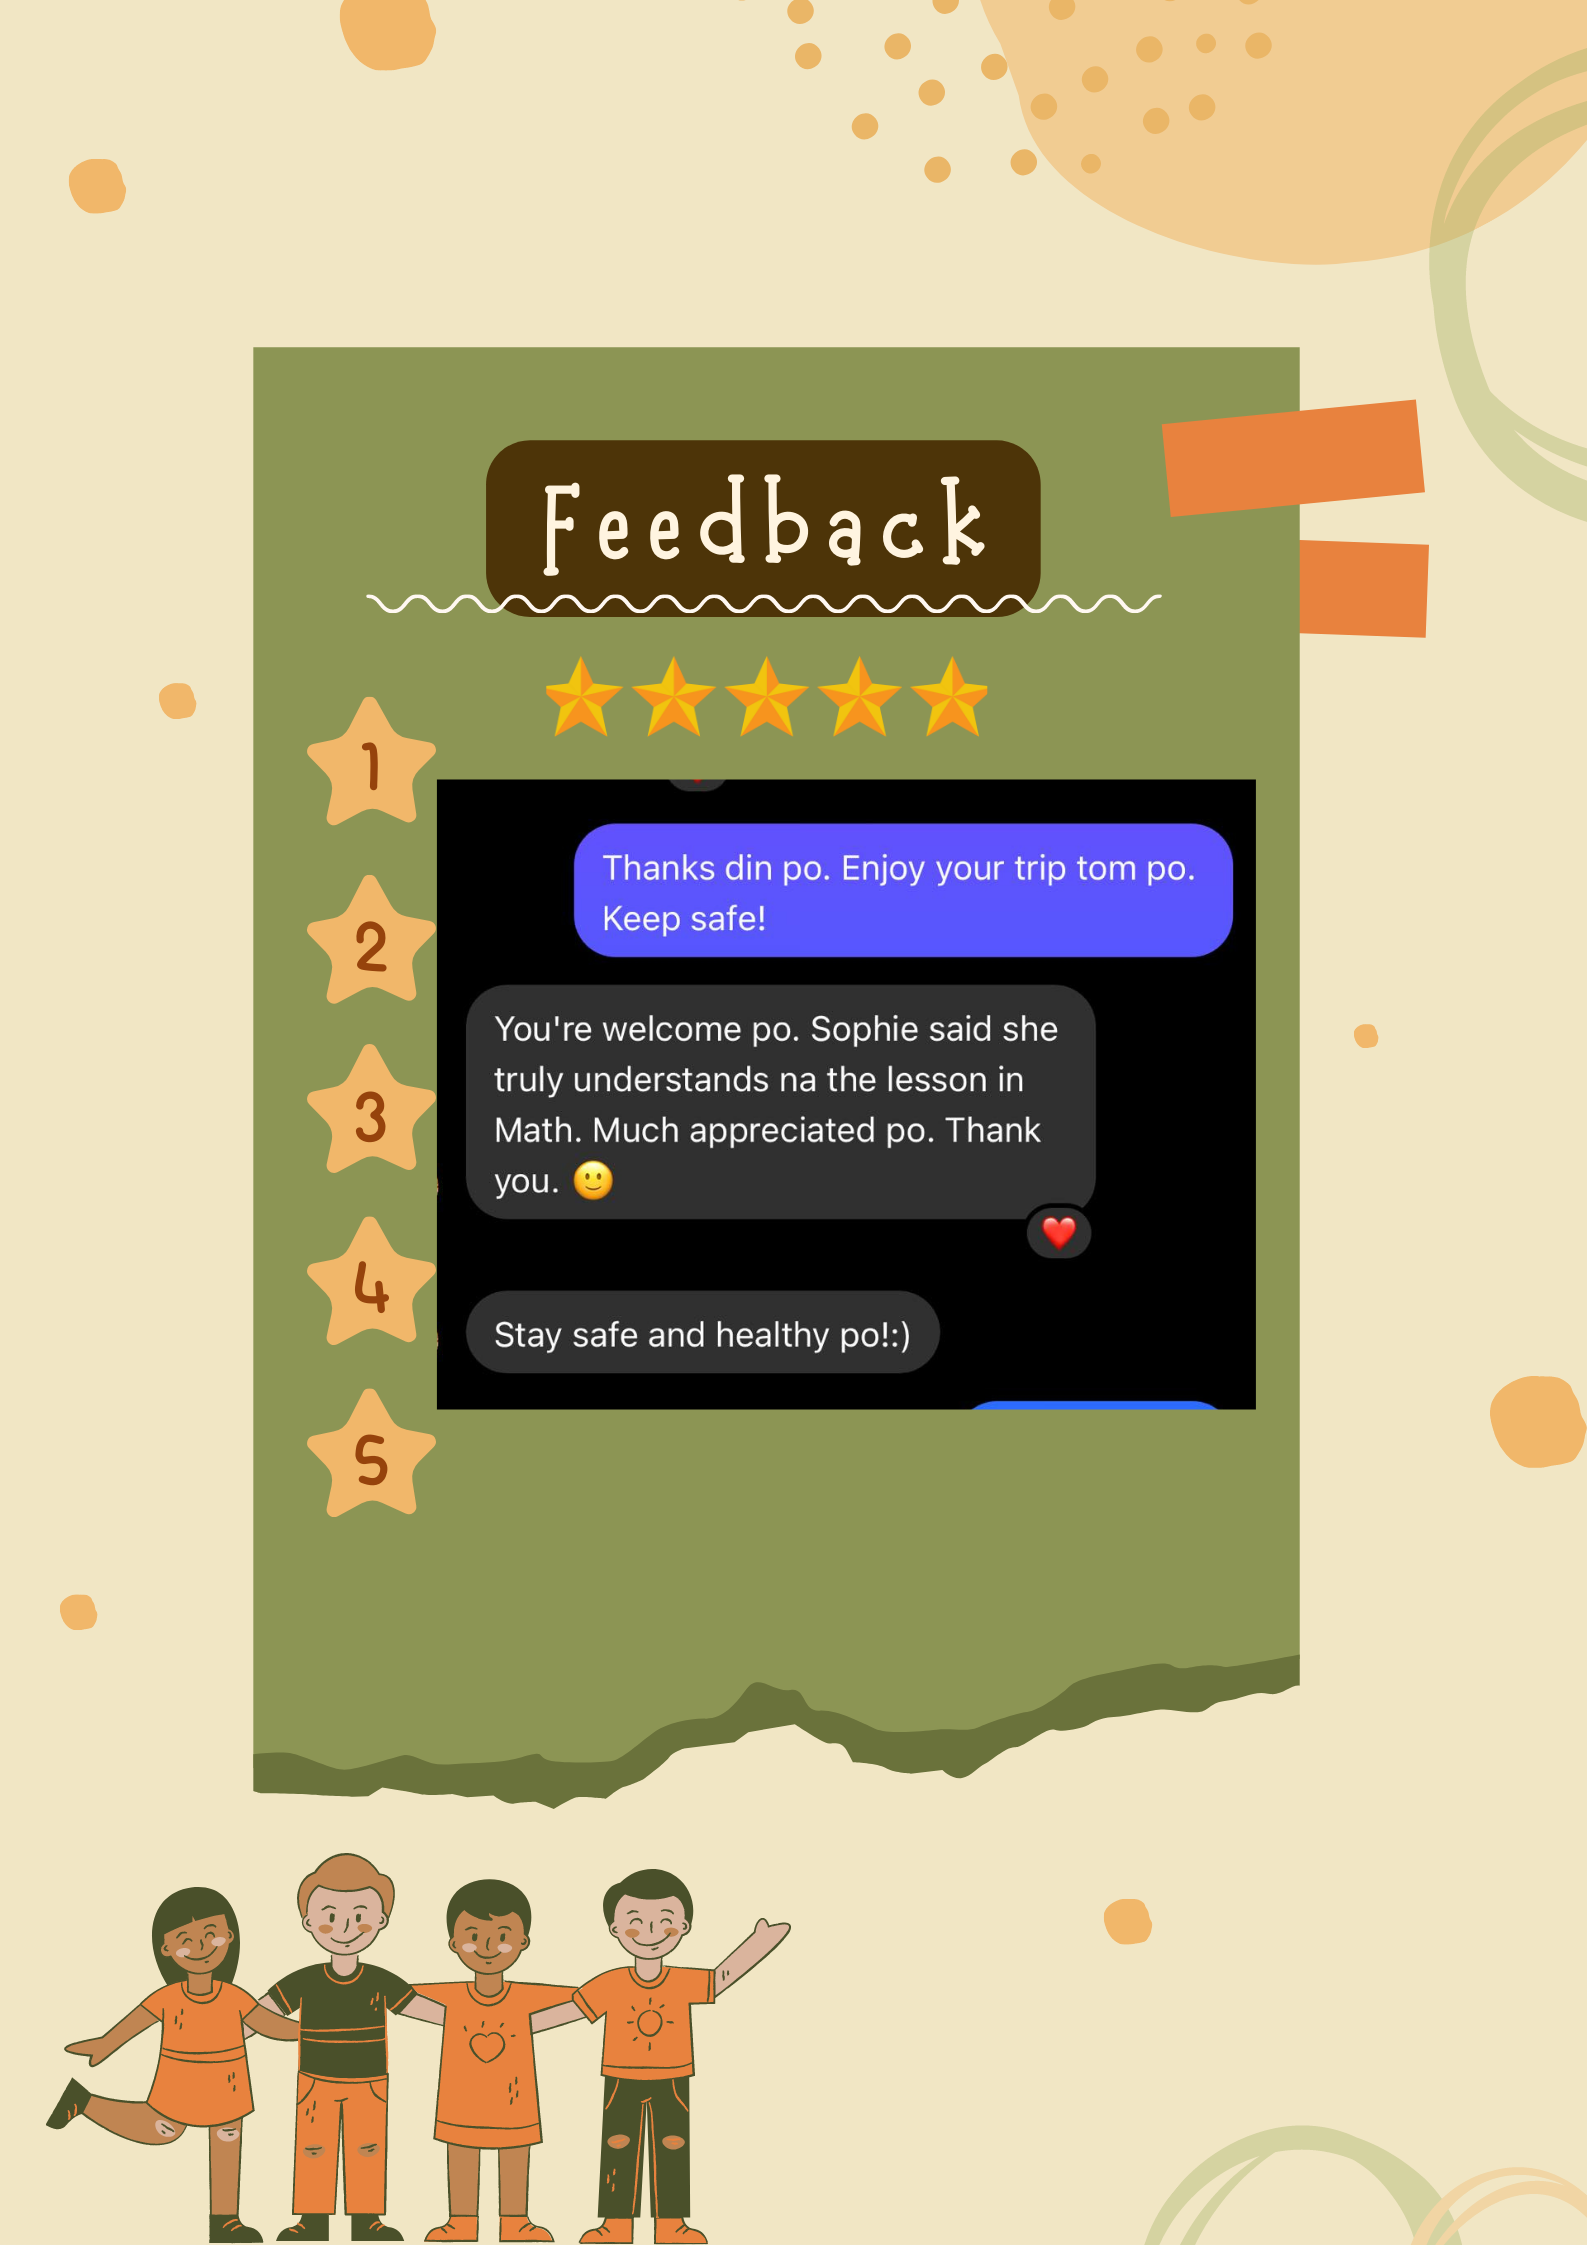 Feedback
1
2
3
4
5
Thanks din po. Enjoy your trip tom po.
Keep safe!
You're welcome po. Sophie said she
truly understands na the lesson in
Math. Much appreciated po. Thank
you. 🙂
Stay safe and healthy po!:)